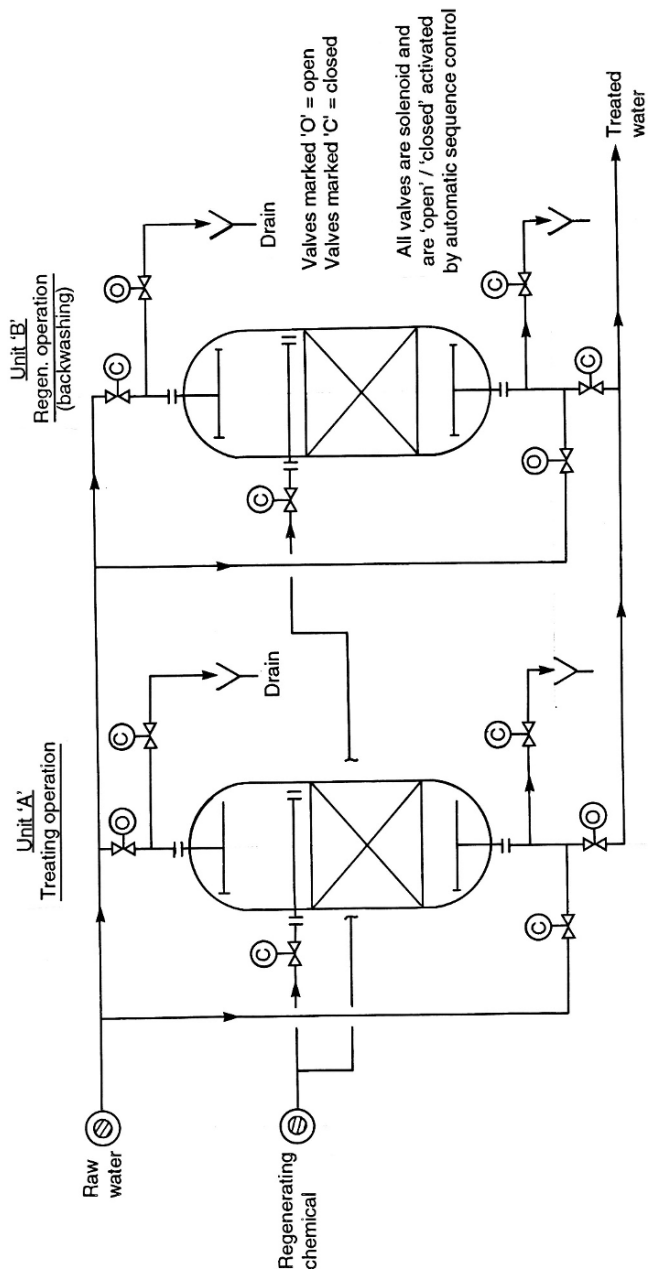 Unit 'A'
Treating operation
Unit 'B'
Regen. operation
(backwashing)
Raw
water
O
C
C
O
Drain
Drain
Regenerating
chemical
C
C
Valves marked 'O' = open
Valves marked 'C' = closed
All valves are solenoid and
are 'open' / 'closed' activated
by automatic sequence control
C
C
C
O
O
C
Treated
water